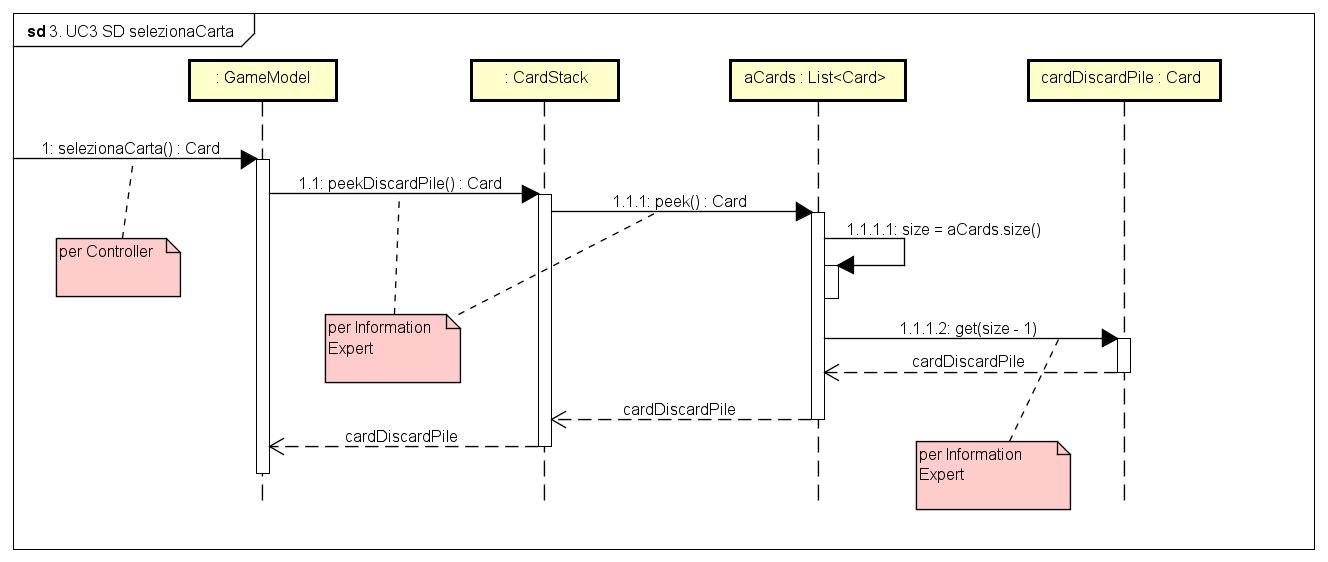 sd 3. UC3 SD selezionaCarta
: GameModel
: CardStack
aCards : List<Card>
cardDiscardPile : Card
1: selezionaCarta() : Card
1.1: peekDiscardPile() : Card
1.1.1: peek() : Card
1.1.1.1: size = aCards.size()
per Controller
per Information
Expert
1.1.1.2: get(size - 1)
cardDiscardPile
cardDiscardPile
cardDiscardPile
per Information
Expert